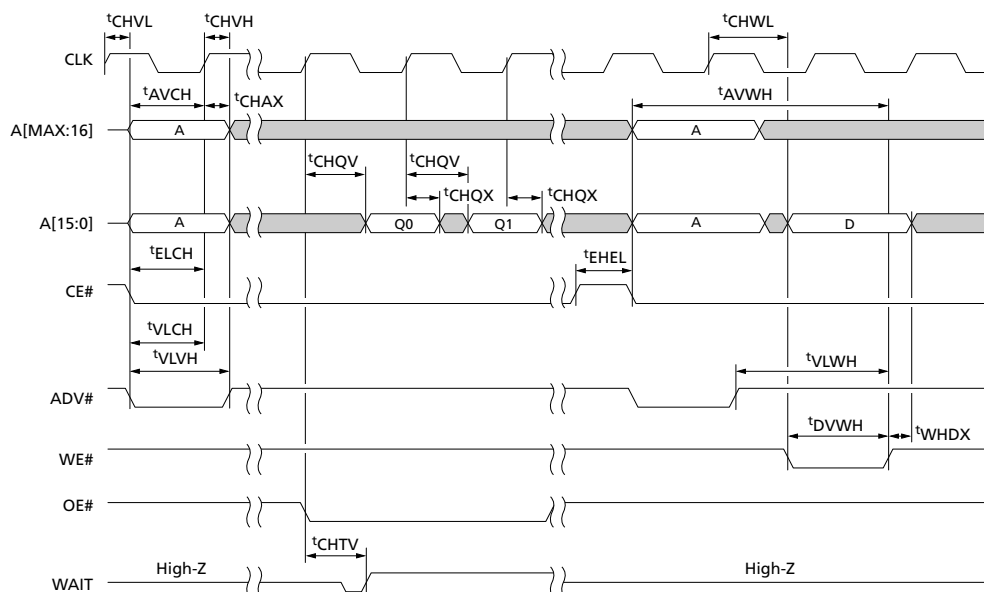 tCHVL tCHVH tCHWL
CLK
tAVCH tCHAX tAVWH
A[MAX:16] A A
tCHQV tCHQV
tCHQX tCHQX
A[15:0] A Q0 Q1 A D
tELCH tEHEL
CE#
tVLCH
tVLVH tVLWH
ADV#
tDVWH tWHDX
WE#
OE#
tCHTV
High-Z High-Z
WAIT